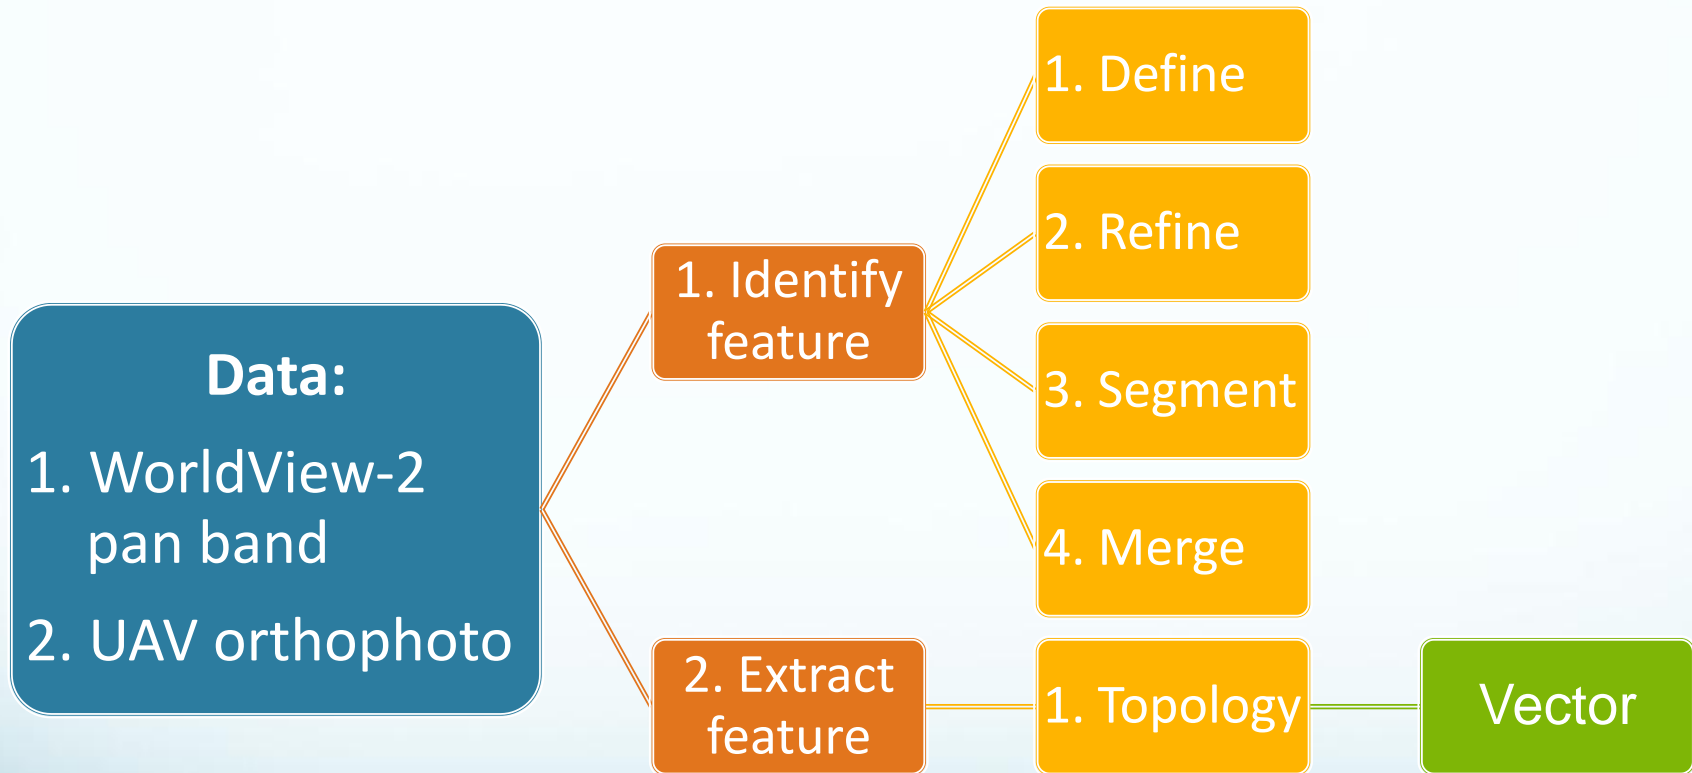 Data:
1. WorldView-2
pan band
2. UAV orthophoto
1. Identify
feature
1. Define
2. Refine
3. Segment
4. Merge
2. Extract
feature
1. Topology
Vector